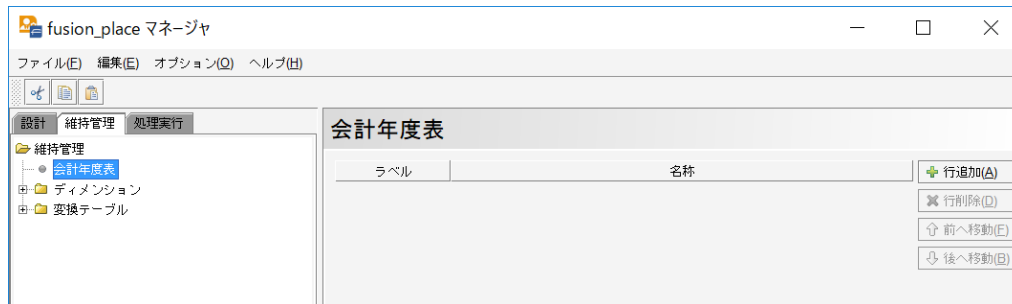 fusion_place マネージャ
ファイル(F) 編集(E) オプション(O) ヘルプ(H)
設計 維持管理 処理実行
維持管理
会計年度表
ディメンション
変換テーブル
会計年度表
ラベル 名称
行追加(A)
行削除(D)
前へ移動(F)
後へ移動(B)